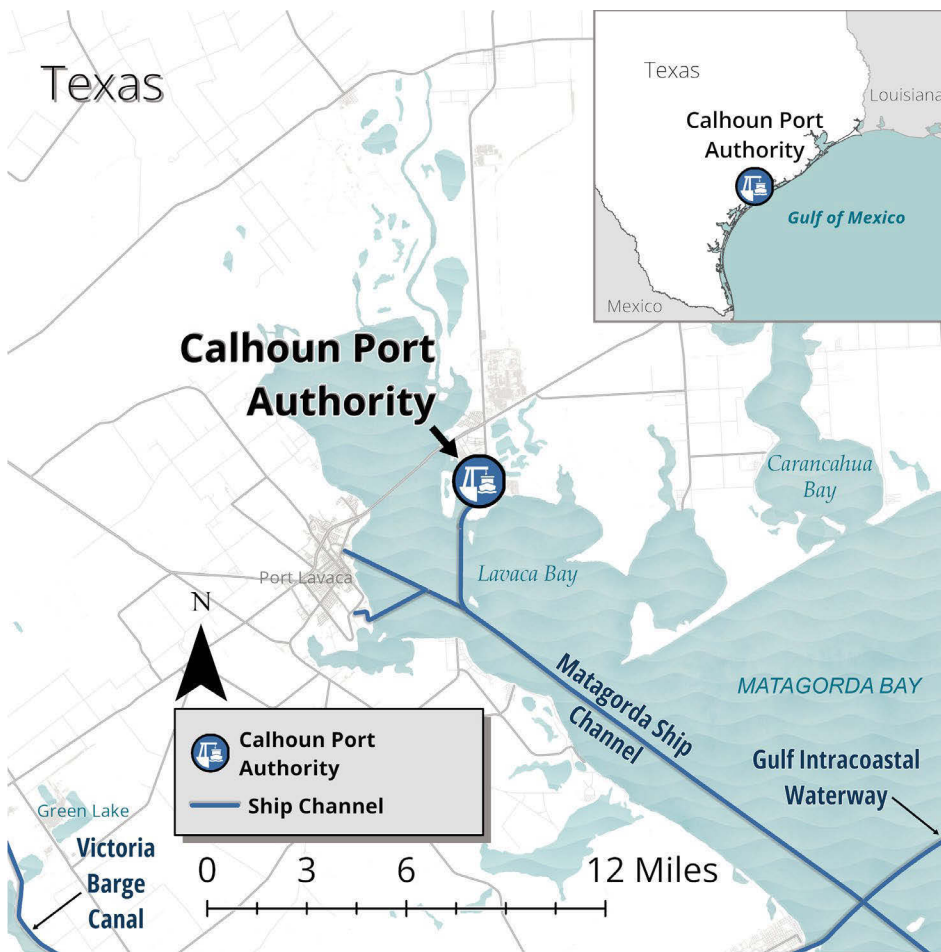 Texas
Texas
Louisiana
Calhoun Port
Authority
Gulf of Mexico
Mexico
Calhoun Port
Authority
Carancahua
Bay
Lavaca Bay
Port Lavaca
N
Matagorda Ship
Channel
MATAGORDA BAY
Gulf Intracoastal
Waterway
Calhoun Port
Authority
Ship Channel
Green Lake
Victoria
Barge
Canal
0 3 6 12 Miles